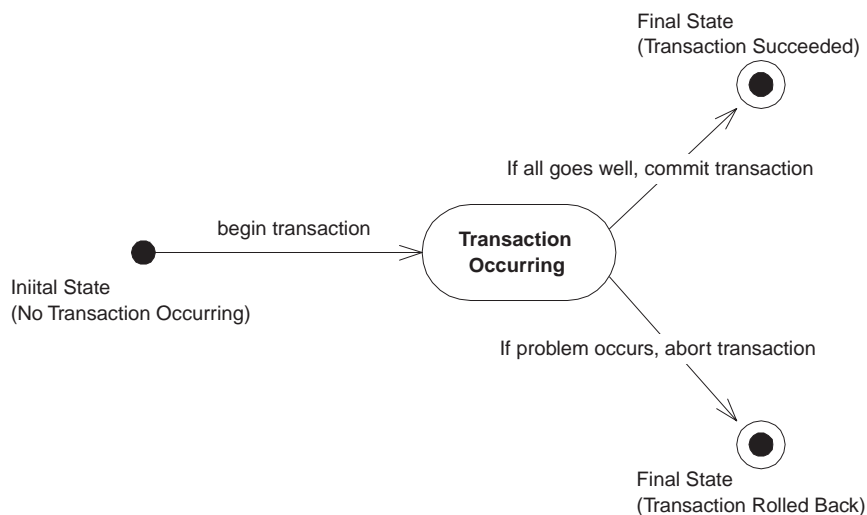 Final State
(Transaction Succeeded)
If all goes well, commit transaction
begin transaction
Transaction
Occurring
Iniital State
(No Transaction Occurring)
If problem occurs, abort transaction
Final State
(Transaction Rolled Back)